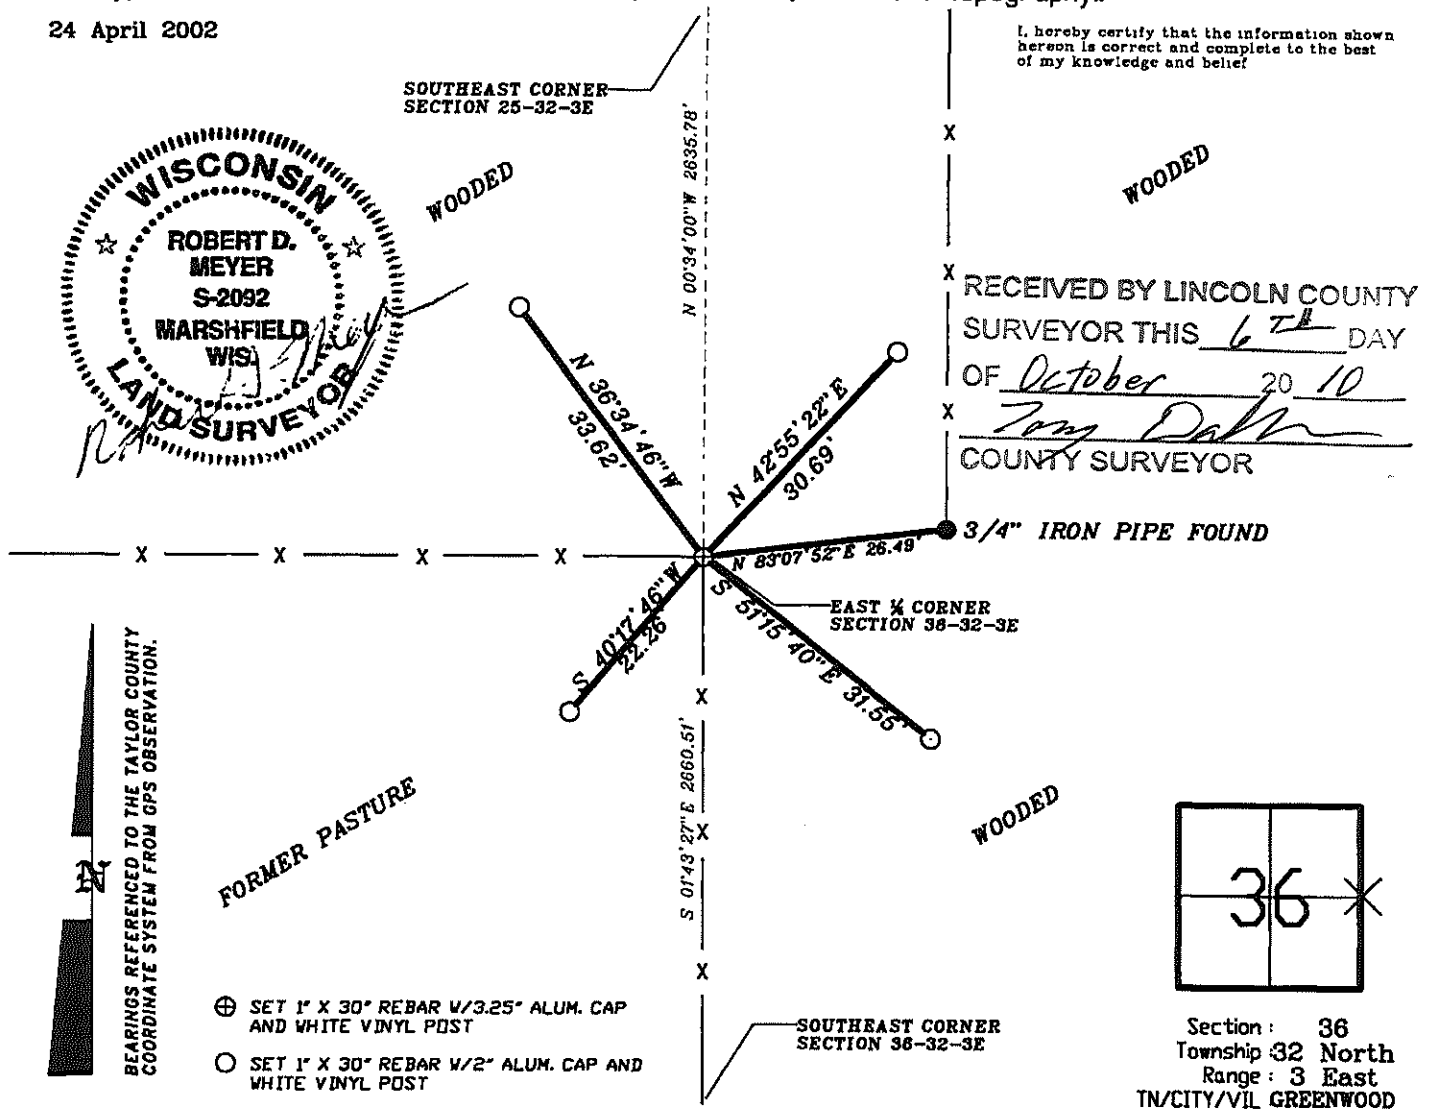 24 April 2002
I, hereby certify that the information shown
hereon is correct and complete to the best
of my knowledge and belief
SOUTHEAST CORNER
SECTION 25-32-3E
N 00°34'00"W 2635.78'
X
WOODED
WOODED
WISCONSIN
ROBERT D.
MEYER
S-2092
MARSHFIELD
WIS.
LAND SURVEYOR
X
RECEIVED BY LINCOLN COUNTY
SURVEYOR THIS 6TH DAY
OF October 20 10
X
COUNTY SURVEYOR
N 36°34'46"W
33.62'
N 42°55'22"E
30.69'
3/4" IRON PIPE FOUND
N 83°07'52"E 26.49'
X X X X
EAST ¼ CORNER
SECTION 36-32-3E
S 40°17'46"W
22.26'
S 51°15'40"E 31.55'
X
S 01°43'27"E 2660.51'
X
X
BEARINGS REFERENCED TO THE TAYLOR COUNTY
COORDINATE SYSTEM FROM GPS OBSERVATION.
N
FORMER PASTURE
WOODED
36
X
SET 1" X 30" REBAR W/3.25" ALUM. CAP
AND WHITE VINYL POST
SET 1" X 30" REBAR W/2" ALUM. CAP AND
WHITE VINYL POST
SOUTHEAST CORNER
SECTION 36-32-3E
Section : 36
Township :32 North
Range : 3 East
TN/CITY/VIL GREENWOOD